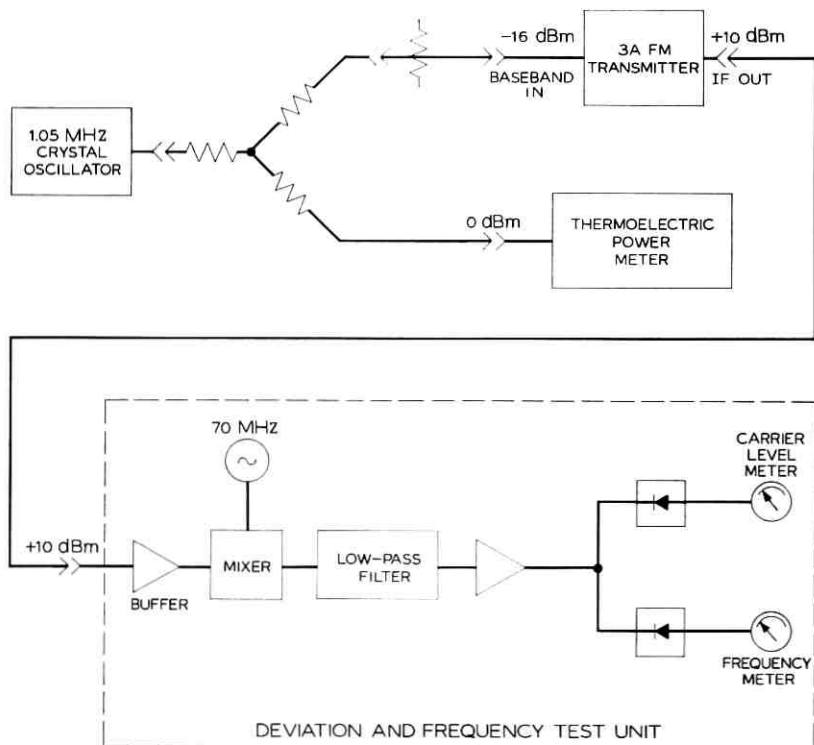 1.05 MHZ
CRYSTAL
OSCILLATOR
-16 dBm
BASEBAND
IN
3A FM
TRANSMITTER
+10 dBm
IF OUT
0 dBm
THERMOELECTRIC
POWER
METER
70 MHZ
+10 dBm
BUFFER
MIXER
LOW-PASS
FILTER
CARRIER
LEVEL
METER
FREQUENCY
METER
DEVIATION AND FREQUENCY TEST UNIT